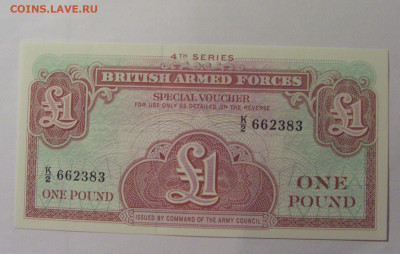 COINS.LAVE.RU
4TH SERIES
BRITISH ARMED FORCES
SPECIAL VOUCHER
FOR USE ONLY AS DETAILED ON THE REVERSE
£1
K/2 662383
£1
K/2 662383
£1
ONE POUND
ONE POUND
ISSUED BY COMMAND OF THE ARMY COUNCIL